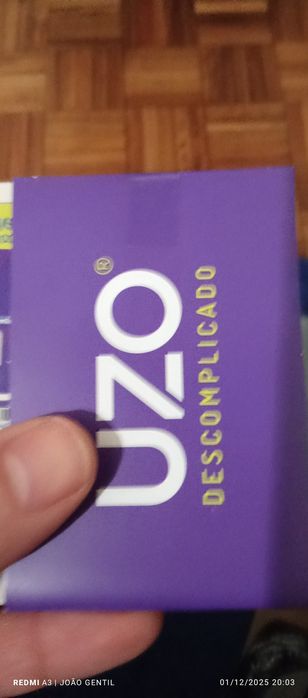 UZO®
DESCOMPLICADO
REDMI A3 | JOÃO GENTIL
01/12/2025 20:03